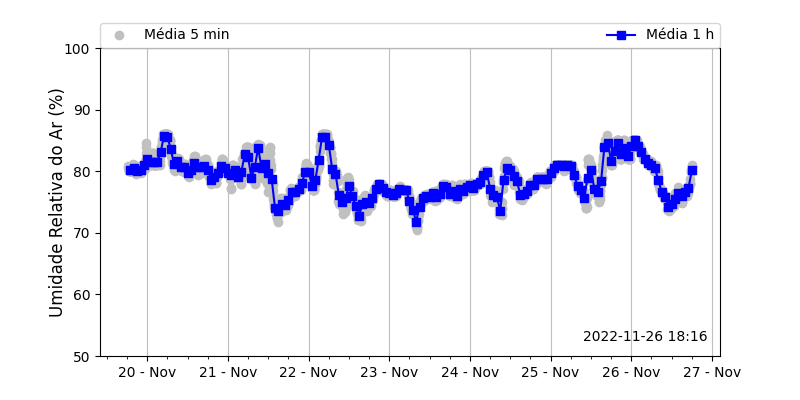 Média 5 min
Média 1 h
Umidade Relativa do Ar (%)
100
90
80
70
60
50
2022-11-26 18:16
20 - Nov
21 - Nov
22 - Nov
23 - Nov
24 - Nov
25 - Nov
26 - Nov
27 - Nov